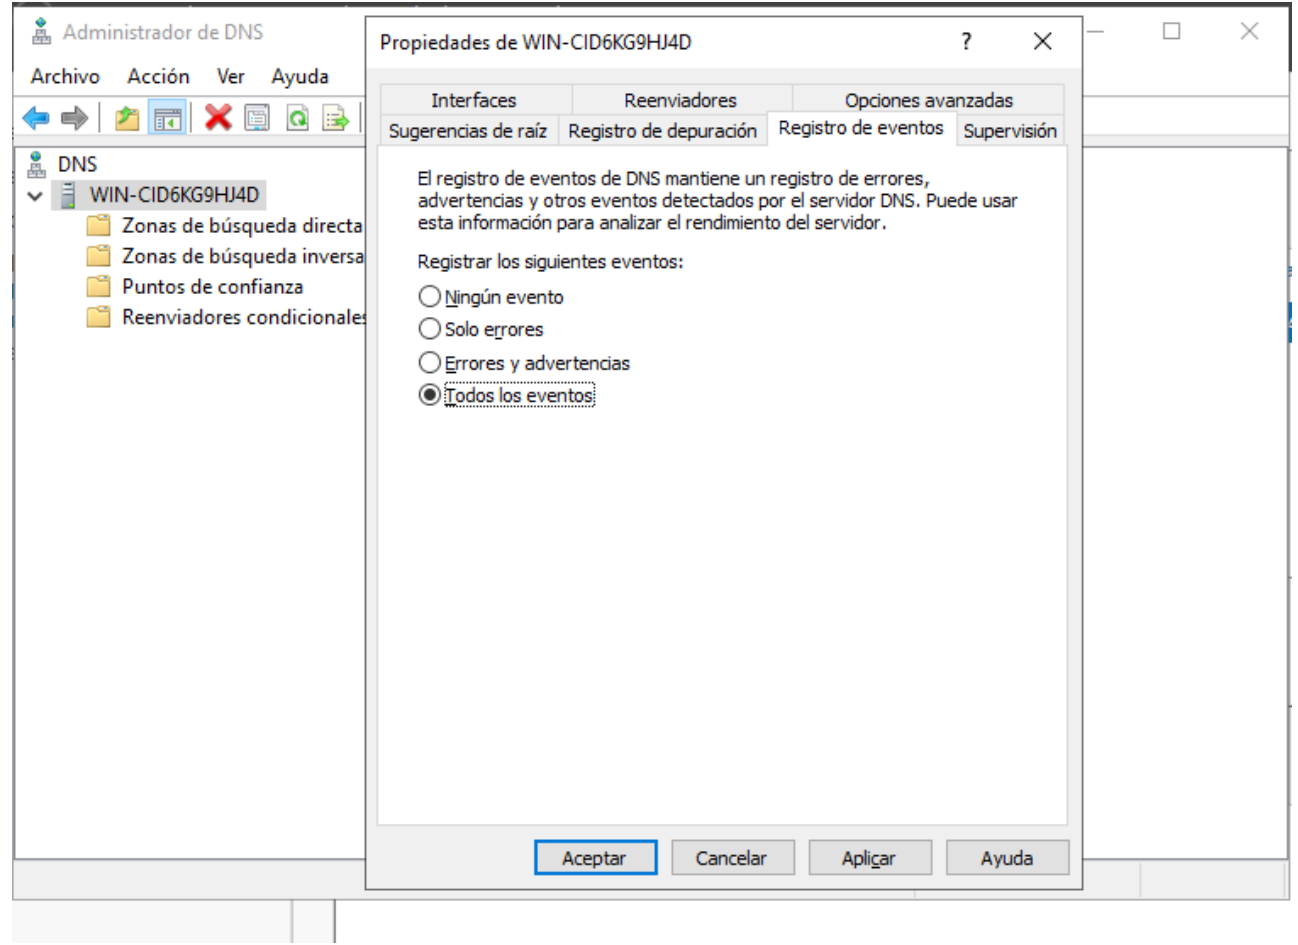 Administrador de DNS
Archivo Acción Ver Ayuda
DNS
WIN-CID6KG9HJ4D
Zonas de búsqueda directa
Zonas de búsqueda inversa
Puntos de confianza
Reenviadores condicionales
Propiedades de WIN-CID6KG9HJ4D ?
Interfaces Reenviadores Opciones avanzadas
Sugerencias de raíz Registro de depuración Registro de eventos Supervisión
El registro de eventos de DNS mantiene un registro de errores,
advertencias y otros eventos detectados por el servidor DNS. Puede usar
esta información para analizar el rendimiento del servidor.
Registrar los siguientes eventos:
Ningún evento
Solo errores
Errores y advertencias
Todos los eventos
Aceptar Cancelar Aplicar Ayuda